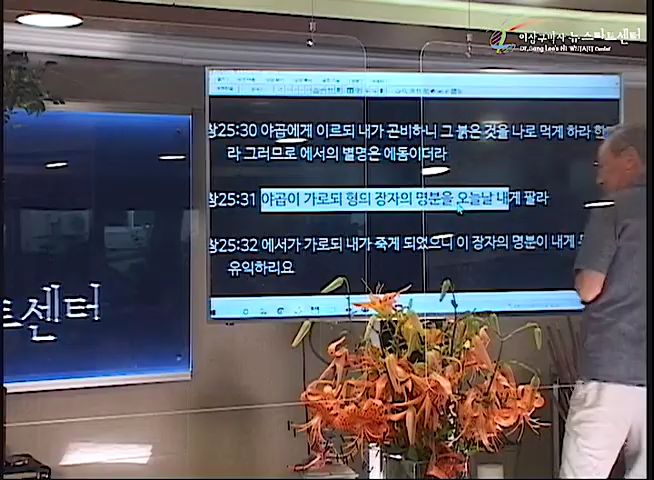 이상구박사 뉴스타트센터
Dr. Sang Lee's NEWSTART Center
창25:30 야곱에게 이르되 내가 곤비하니 그 붉은 것을 나로 먹게 하라 한
라 그러므로 에서의 별명은 에돔이더라
창25:31 야곱이 가로되 형의 장자의 명분을 오늘날 내게 팔라
창25:32 에서가 가로되 내가 죽게 되었으니 이 장자의 명분이 내게
유익하리요
트센터